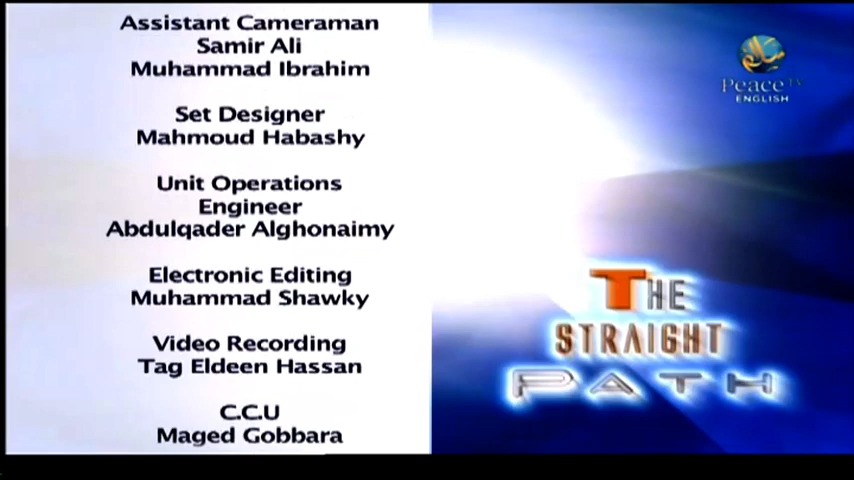 Assistant Cameraman
Samir Ali
Muhammad Ibrahim
Set Designer
Mahmoud Habashy
Unit Operations
Engineer
Abdulqader Alghonaimy
Electronic Editing
Muhammad Shawky
Video Recording
Tag Eldeen Hassan
C.C.U
Maged Gobbara
سلام
Peace TV
ENGLISH
THE
STRAIGHT
PATH